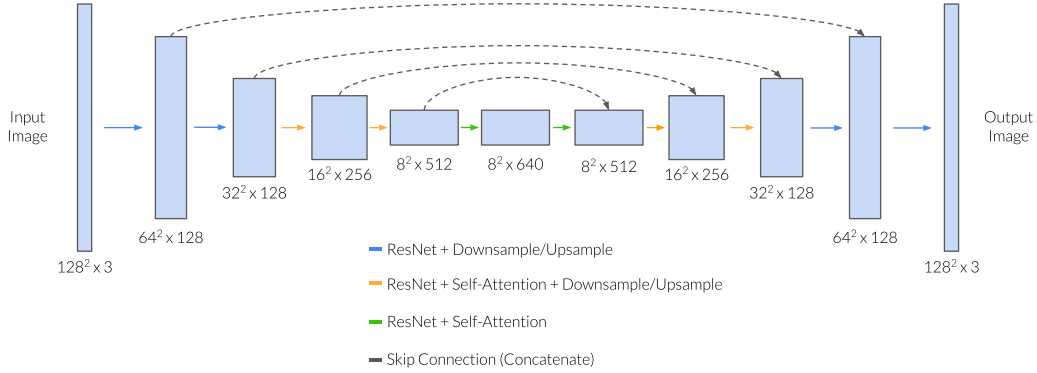 Input
Image
128² x 3
64² x 128
32² x 128
16² x 256
8² x 512
8² x 640
8² x 512
16² x 256
32² x 128
64² x 128
128² x 3
Output
Image
ResNet + Downsample/Upsample
ResNet + Self-Attention + Downsample/Upsample
ResNet + Self-Attention
Skip Connection (Concatenate)